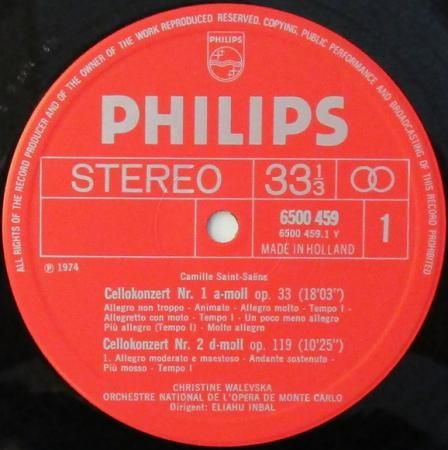 ALL RIGHTS OF THE RECORD PRODUCER AND OF THE OWNER OF THE WORK REPRODUCED RESERVED. COPYING, PUBLIC PERFORMANCE AND BROADCASTING OF THIS RECORD PROHIBITED
PHILIPS
PHILIPS
STEREO 33 1/3
6500 459
6500 459.1 Y
MADE IN HOLLAND
1
℗ 1974
Camille Saint-Saëns
Cellokonzert Nr. 1 a-moll op. 33 (18'03")
Allegro non troppo - Animato - Allegro molto - Tempo I -
Allegretto con moto - Tempo I - Un poco meno allegro
Più allegro (Tempo I) - Molto allegro
Cellokonzert Nr. 2 d-moll op. 119 (10'25")
1. Allegro moderato e maestoso - Andante sostenuto -
Più mosso - Tempo I
CHRISTINE WALEVSKA
ORCHESTRE NATIONAL DE L'OPERA DE MONTE CARLO
Dirigent: ELIAHU INBAL